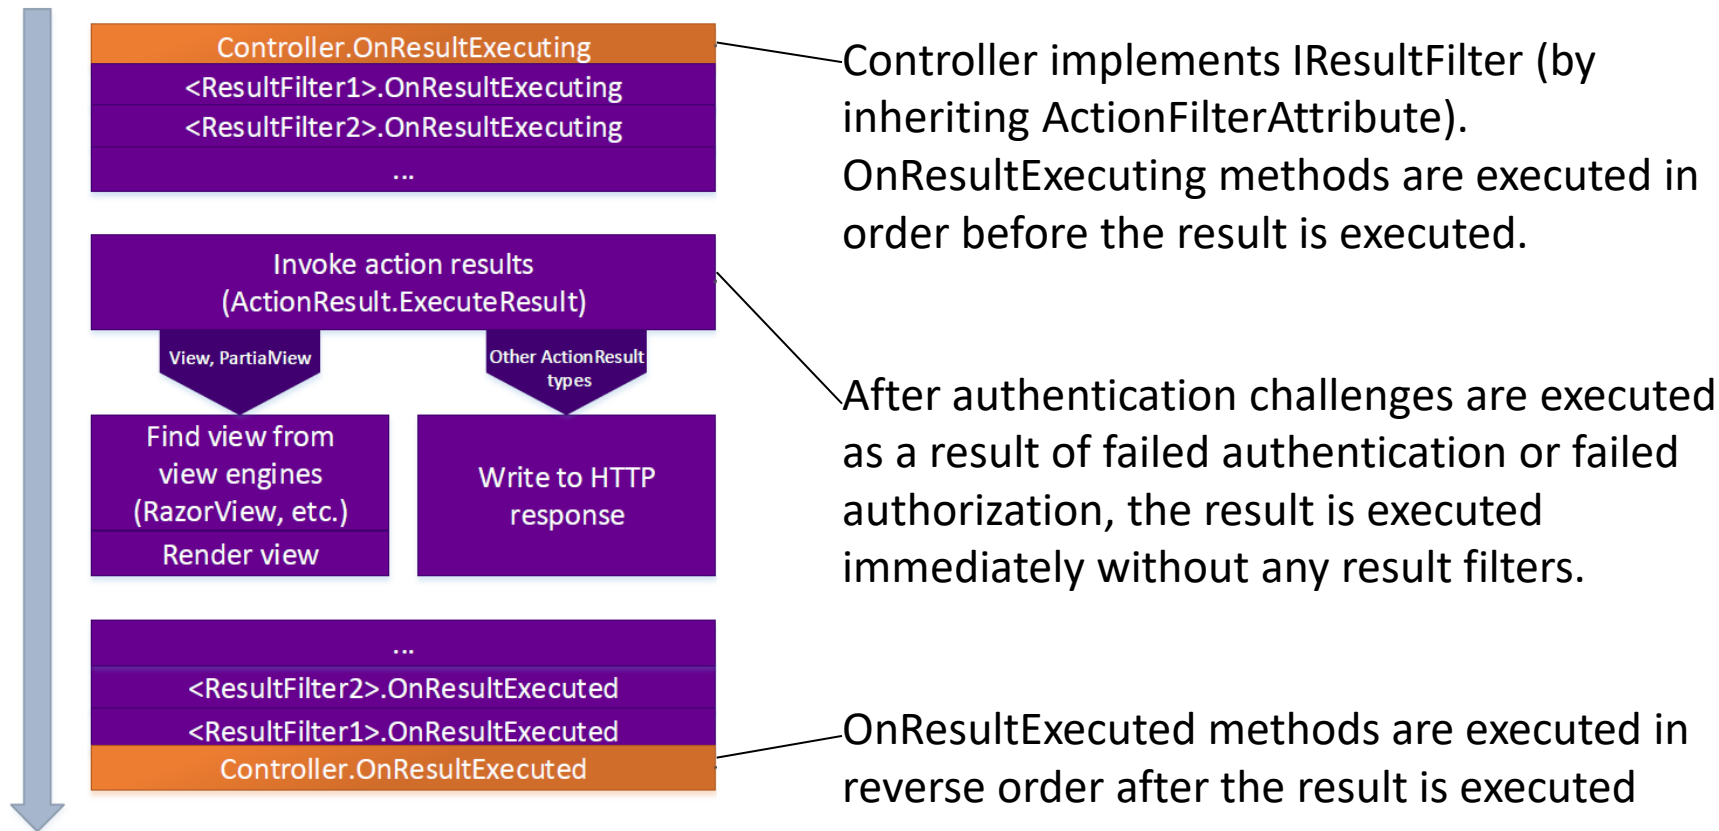 Controller.OnResultExecuting
<ResultFilter1>.OnResultExecuting
<ResultFilter2>.OnResultExecuting
...
Controller implements IResultFilter (by
inheriting ActionFilterAttribute).
OnResultExecuting methods are executed in
order before the result is executed.
Invoke action results
(ActionResult.ExecuteResult)
View, PartialView
Other ActionResult
types
Find view from
view engines
(RazorView, etc.)
Render view
Write to HTTP
response
After authentication challenges are executed
as a result of failed authentication or failed
authorization, the result is executed
immediately without any result filters.
...
<ResultFilter2>.OnResultExecuted
<ResultFilter1>.OnResultExecuted
Controller.OnResultExecuted
OnResultExecuted methods are executed in
reverse order after the result is executed